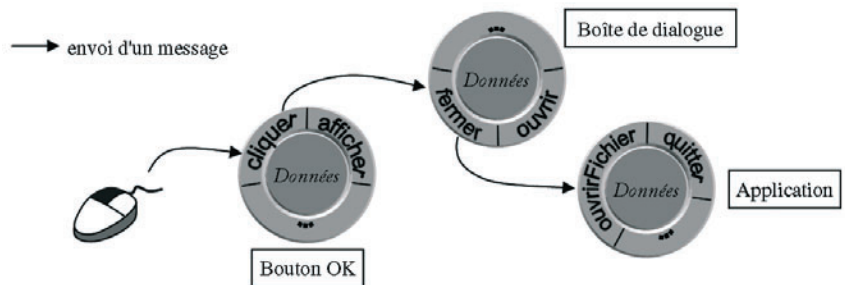 envoi d'un message
Boîte de dialogue
***
Données
fermer
ouvrir
cliquer
afficher
Données
***
Bouton OK
ouvrirFichier
quitter
Données
***
Application